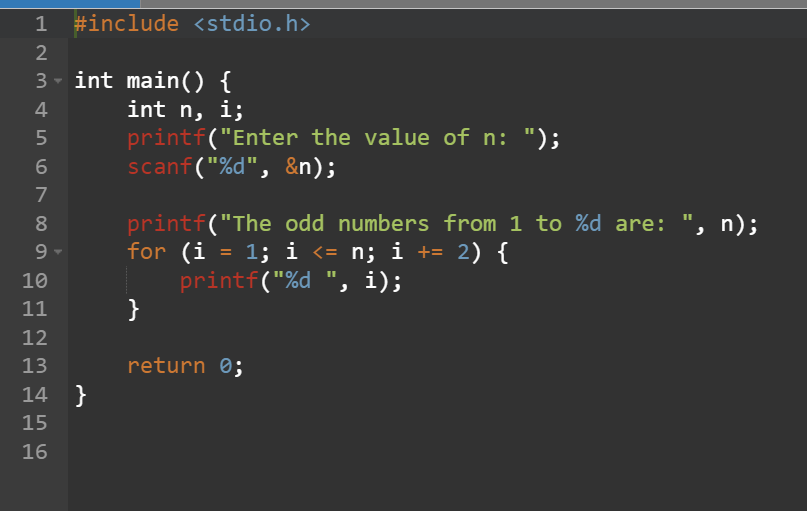 1 #include <stdio.h>
2
3 int main() {
4     int n, i;
5     printf("Enter the value of n: ");
6     scanf("%d", &n);
7
8     printf("The odd numbers from 1 to %d are: ", n);
9     for (i = 1; i <= n; i += 2) {
10         printf("%d ", i);
11     }
12
13     return 0;
14 }
15
16